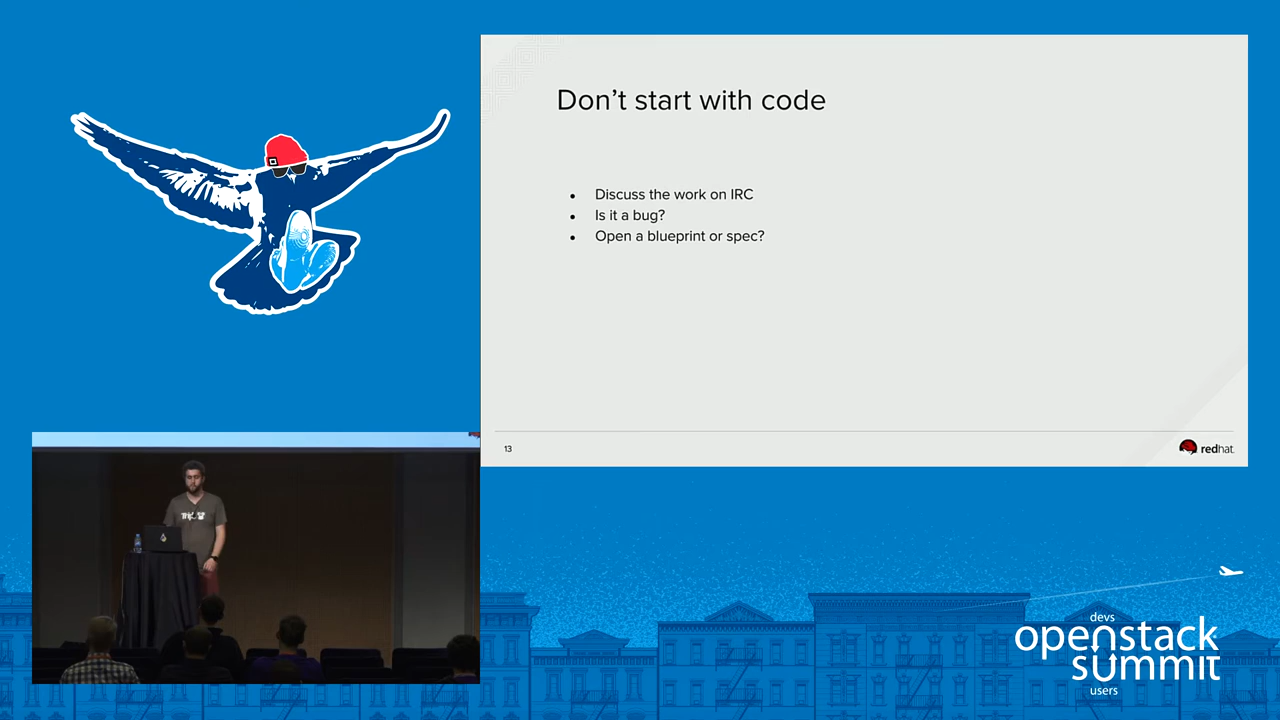 Don't start with code
• Discuss the work on IRC
• Is it a bug?
• Open a blueprint or spec?
13
redhat.
devs
openstack
summit
users